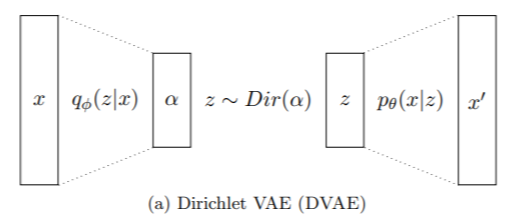 x q_ϕ(z|x) α z ∼ Dir(α) z p_θ(x|z) x′
(a) Dirichlet VAE (DVAE)